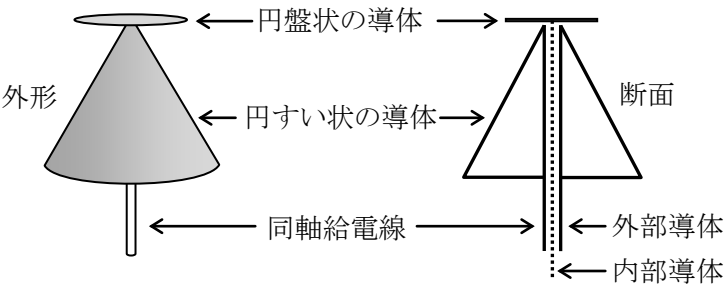 円盤状の導体
外形
断面
円すい状の導体
同軸給電線
外部導体
内部導体